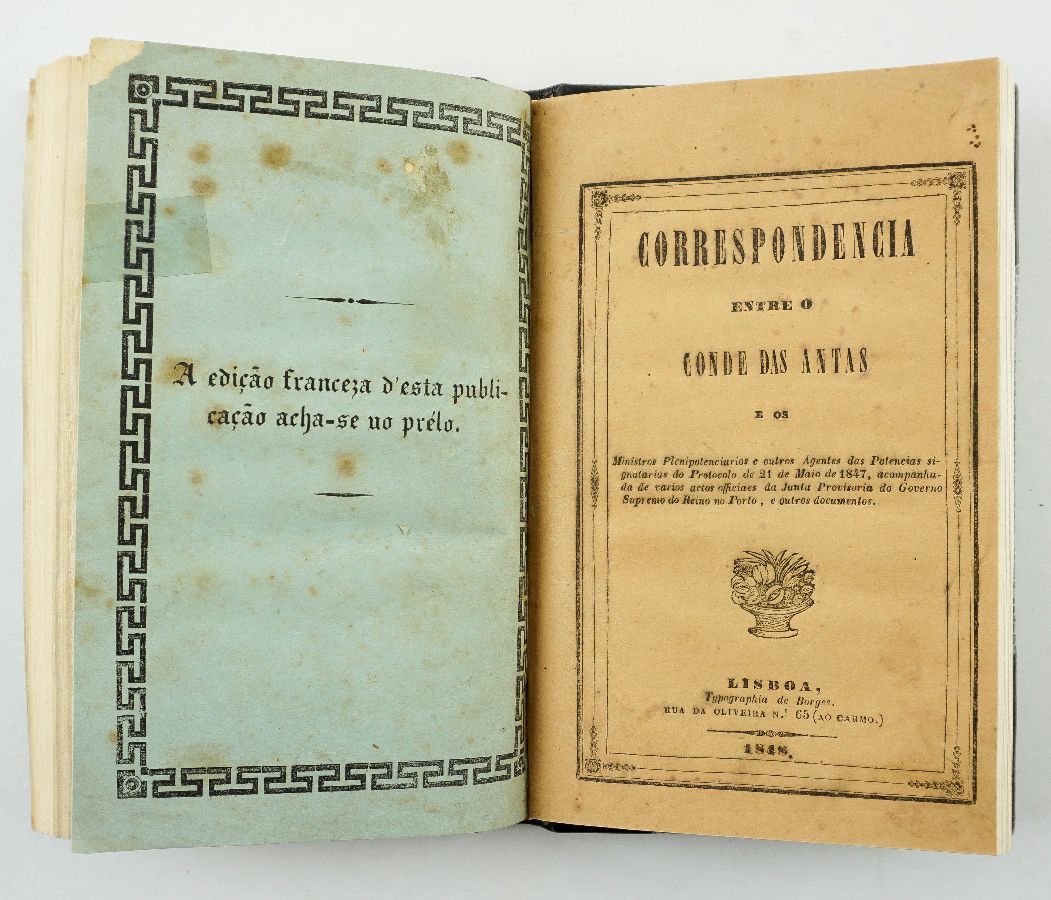 A edição franceza d'esta publi-
cação acha-se no prélo.
CORRESPONDENCIA
ENTRE O
CONDE DAS ANTAS
E OS
Ministros Plenipotenciarios e outros Agentes das Potencias si-
gnatarias do Protocolo de 21 de Maio de 1847, acompanha-
da de varios actos officiaes da Junta Provisoria do Governo
Supremo do Reino no Porto, e outros documentos.
LISBOA,
Typographia de Borges.
RUA DA OLIVEIRA N.º 65 (AO CARMO.)
1848.